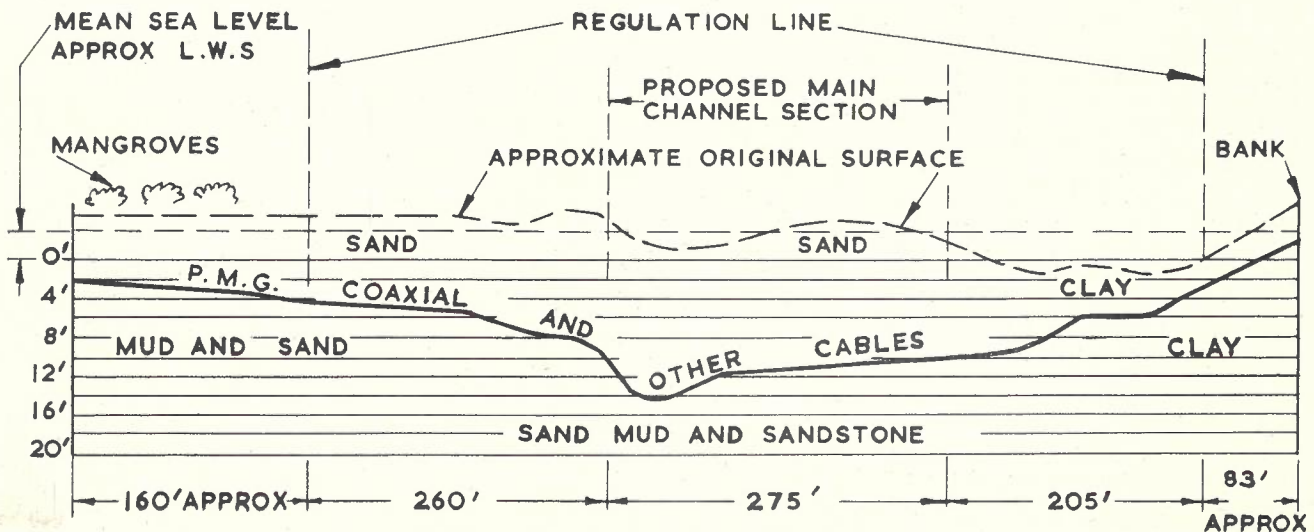 MEAN SEA LEVEL
APPROX L.W.S
REGULATION LINE
PROPOSED MAIN
CHANNEL SECTION
MANGROVES
APPROXIMATE ORIGINAL SURFACE
BANK
SAND
SAND
0'
P.M.G. COAXIAL AND OTHER CABLES
CLAY
4'
8'
MUD AND SAND
CLAY
12'
16'
SAND MUD AND SANDSTONE
20'
160' APPROX
260'
275'
205'
83'
APPROX